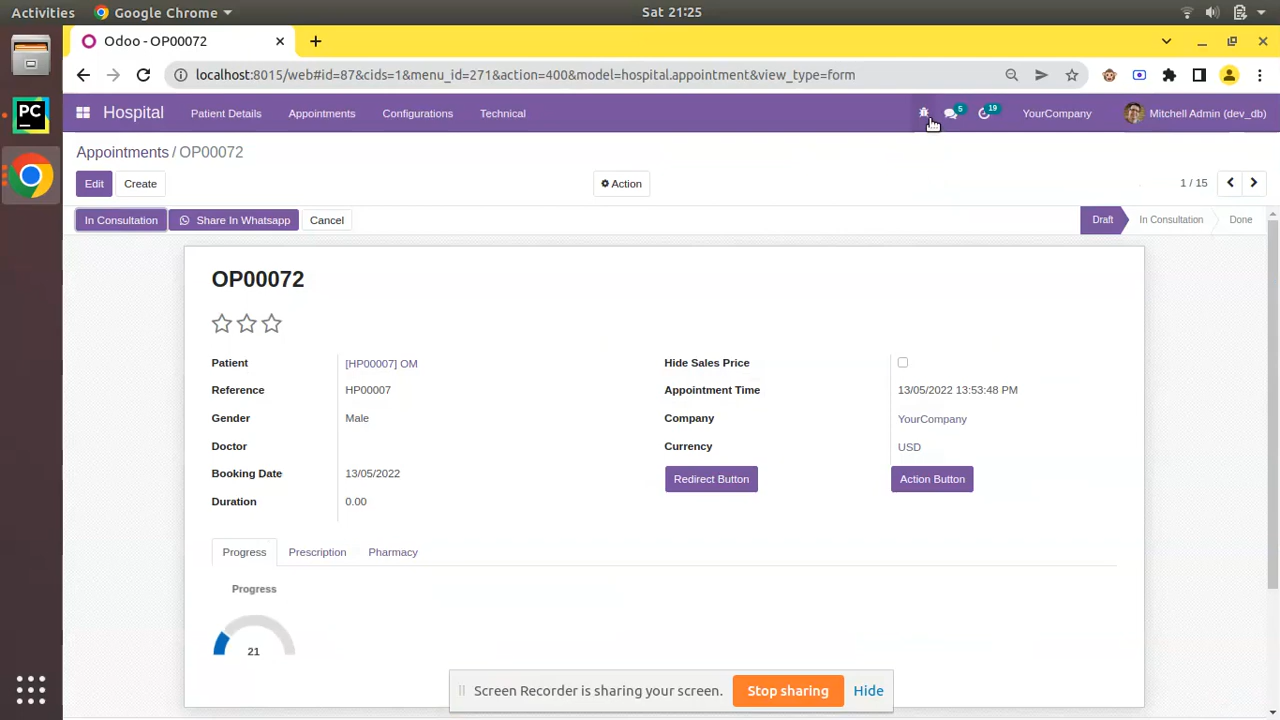 Activities
Google Chrome
Sat 21:25
Odoo - OP00072
localhost:8015/web#id=87&cids=1&menu_id=271&action=400&model=hospital.appointment&view_type=form
PC
Hospital
Patient Details
Appointments
Configurations
Technical
5
19
YourCompany
Mitchell Admin (dev_db)
Appointments / OP00072
Edit
Create
Action
1 / 15
In Consultation
Share In Whatsapp
Cancel
Draft
In Consultation
Done
OP00072
Patient
[HP00007] OM
Reference
HP00007
Gender
Male
Doctor
Booking Date
13/05/2022
Duration
0.00
Hide Sales Price
Appointment Time
13/05/2022 13:53:48 PM
Company
YourCompany
Currency
USD
Redirect Button
Action Button
Progress
Prescription
Pharmacy
Progress
21
Screen Recorder is sharing your screen.
Stop sharing
Hide